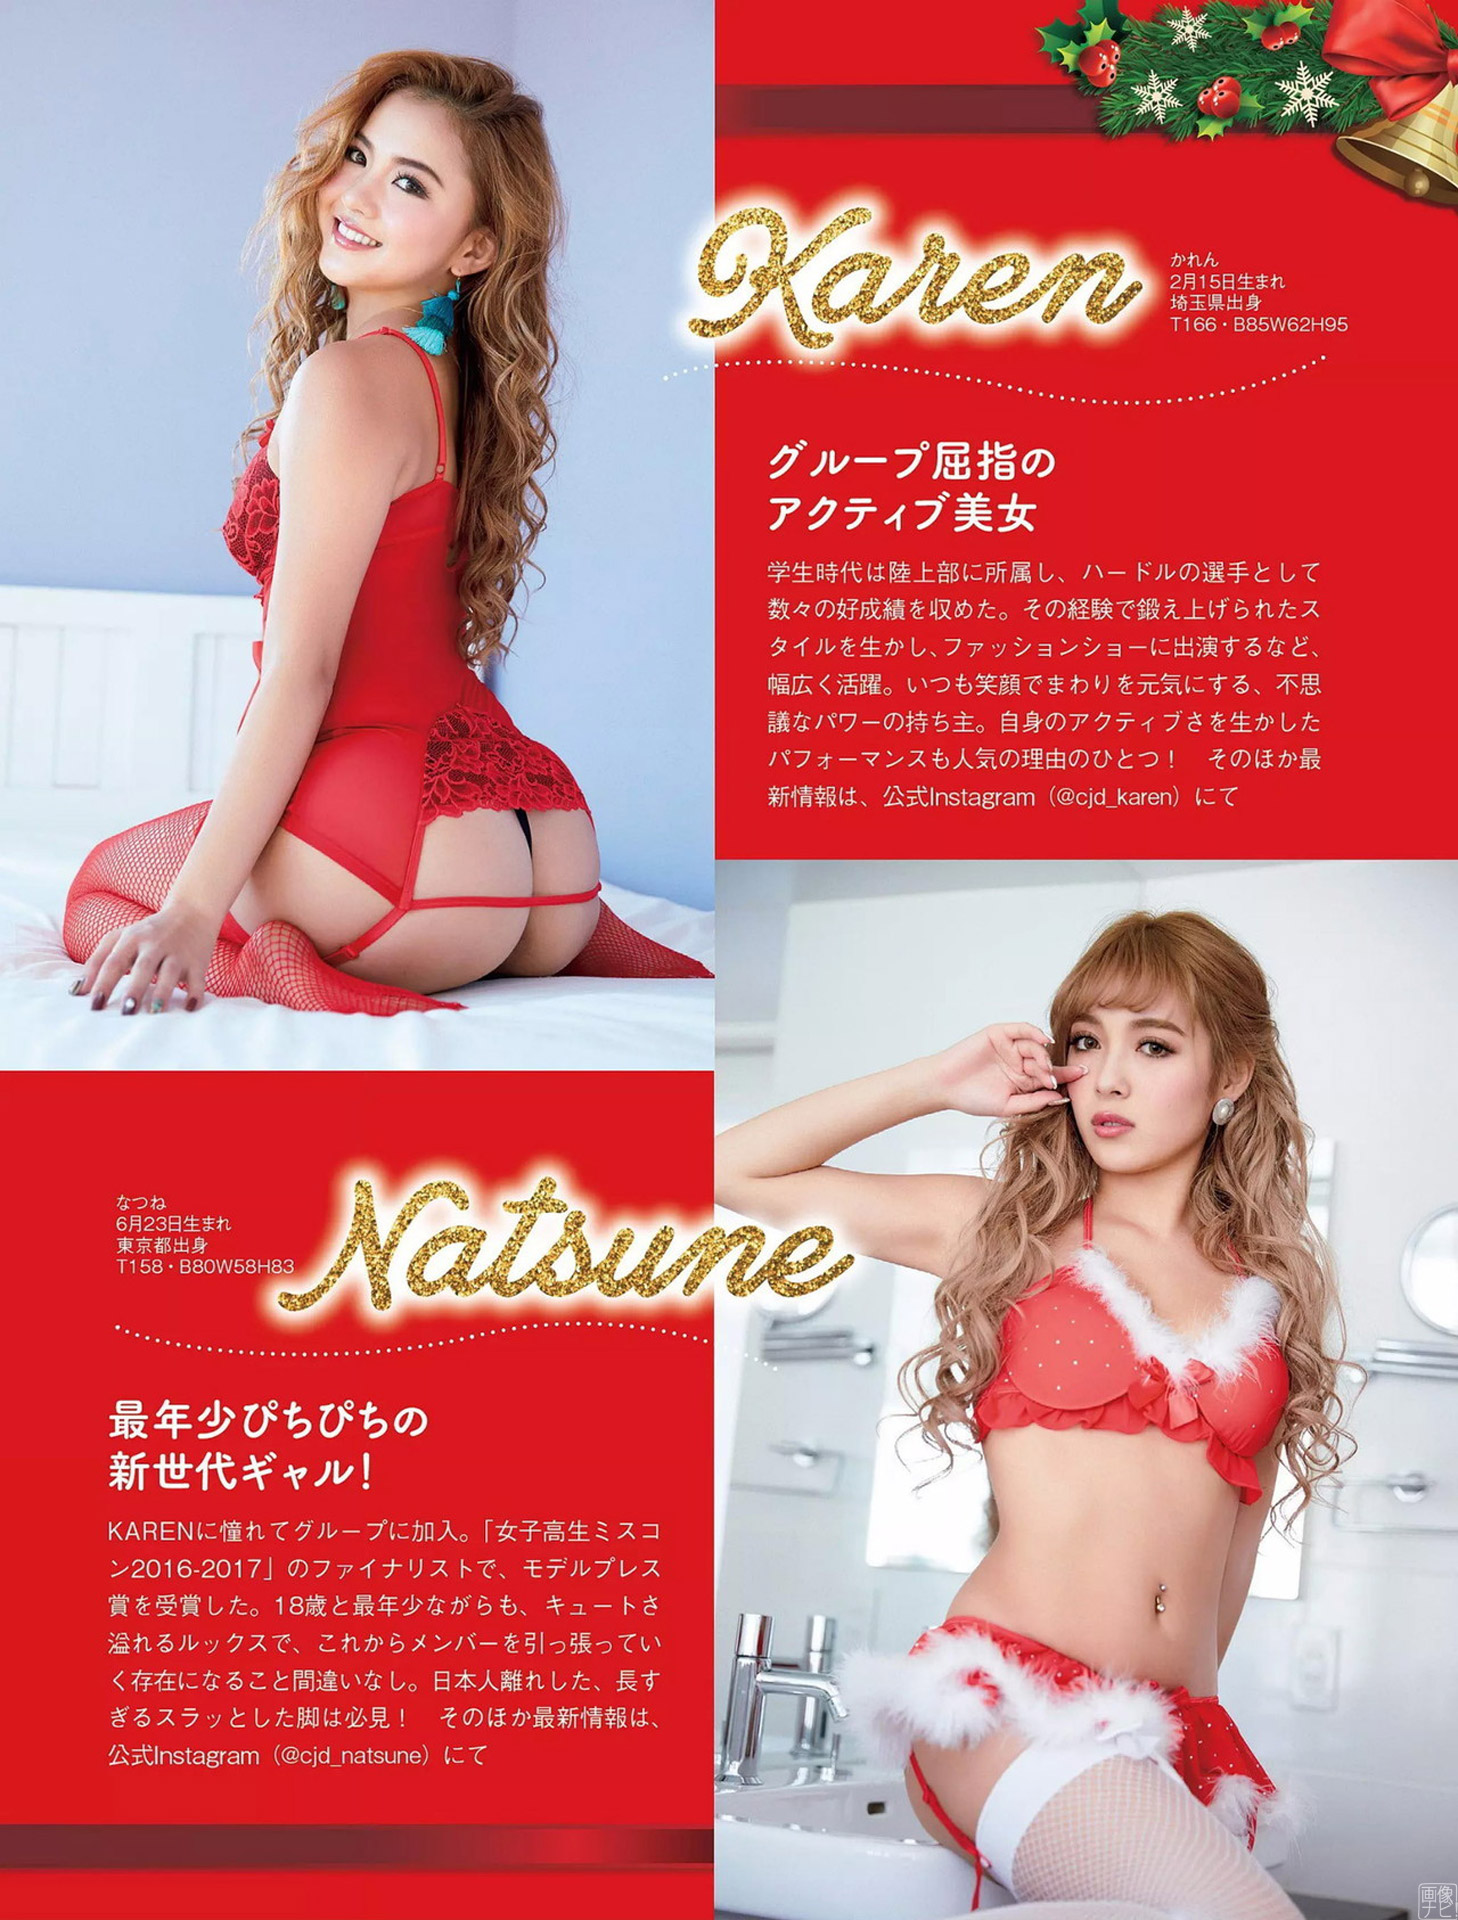 Karen
かれん
2月15日生まれ
埼玉県出身
T166・B85W62H95
グループ屈指の
アクティブ美女
学生時代は陸上部に所属し、ハードルの選手として
数々の好成績を収めた。その経験で鍛え上げられたス
タイルを生かし、ファッションショーに出演するなど、
幅広く活躍。いつも笑顔でまわりを元気にする、不思
議なパワーの持ち主。自身のアクティブさを生かした
パフォーマンスも人気の理由のひとつ！　そのほか最
新情報は、公式Instagram（@cjd_karen）にて
なつね
6月23日生まれ
東京都出身
T158・B80W58H83
Natsune
最年少ぴちぴちの
新世代ギャル！
KARENに憧れてグループに加入。「女子高生ミスコ
ン2016-2017」のファイナリストで、モデルプレス
賞を受賞した。18歳と最年少ながらも、キュートさ
溢れるルックスで、これからメンバーを引っ張ってい
く存在になること間違いなし。日本人離れした、長す
ぎるスラッとした脚は必見！　そのほか最新情報は、
公式Instagram（@cjd_natsune）にて
画像
ナビ!